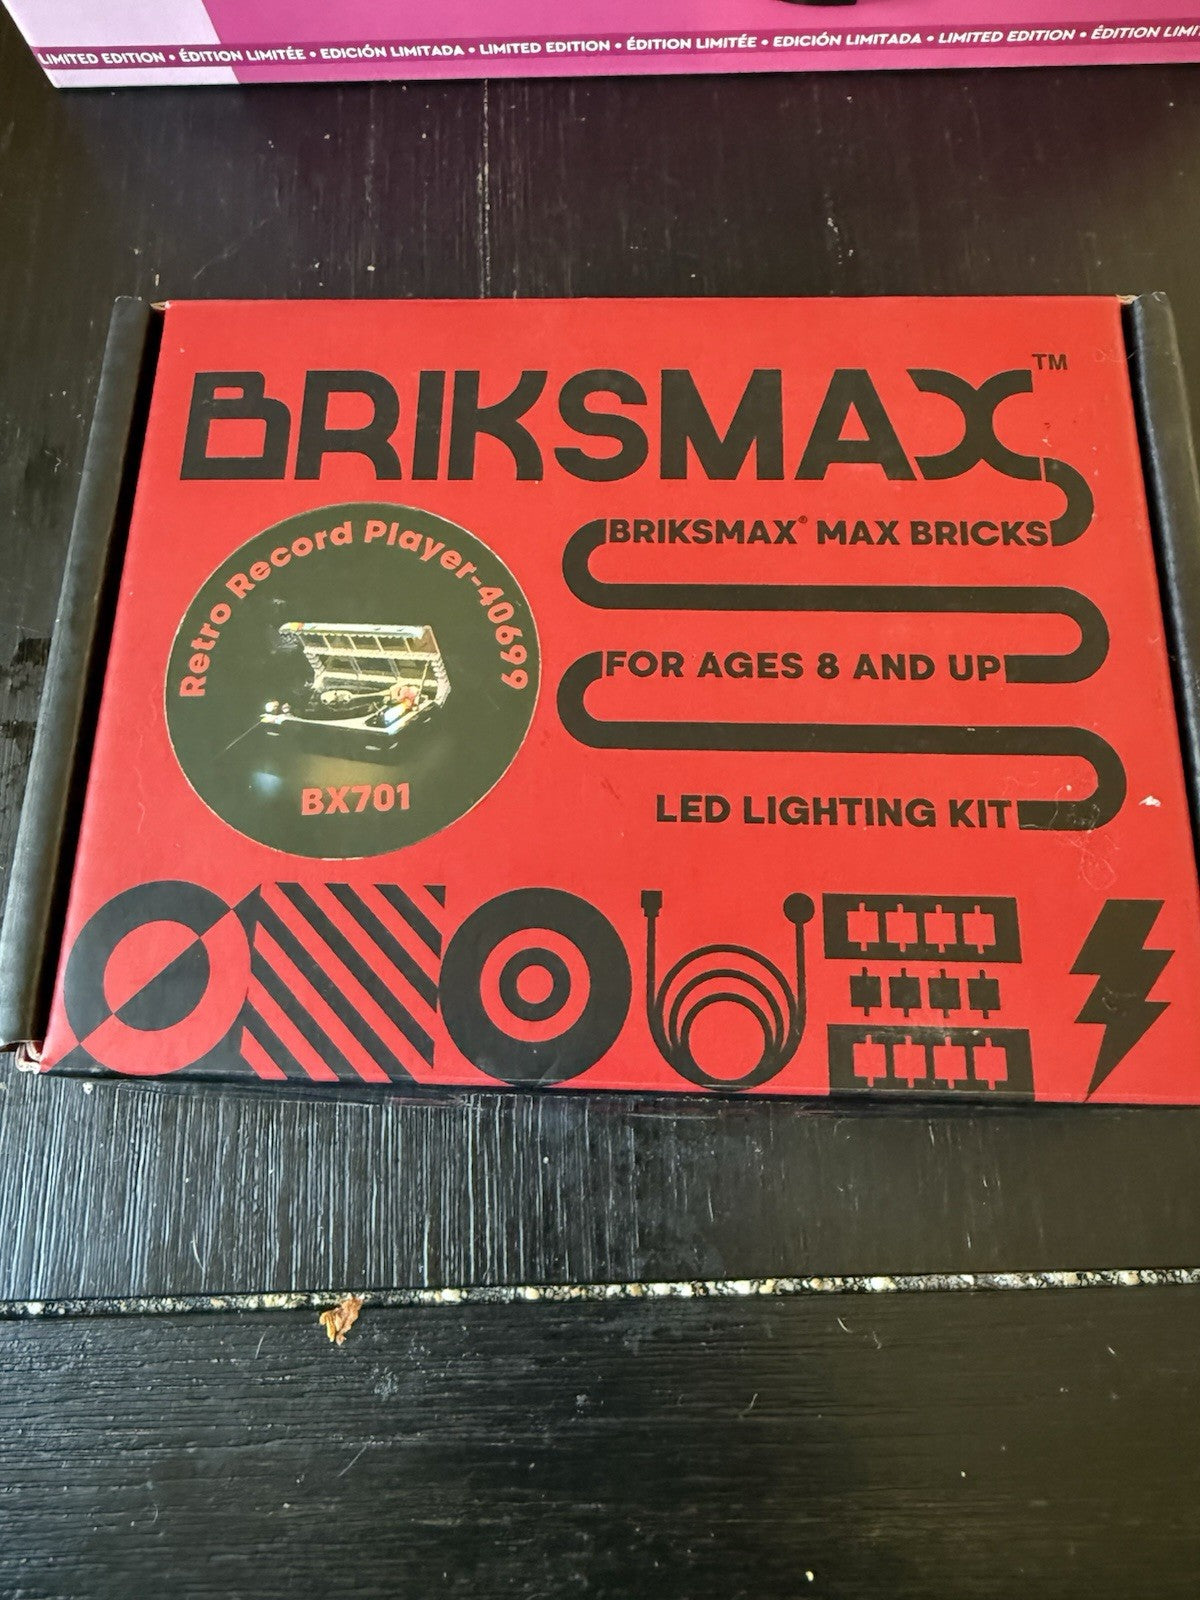 LIMITED EDITION • ÉDITION LIMITÉE • EDICIÓN LIMITADA • LIMITED EDITION • ÉDITION LIMITÉE • EDICIÓN LIMITADA • LIMITED EDITION • ÉDITION LIMI
BRIKSMAX™
BRIKSMAX® MAX BRICKS
Retro Record Player-40699
FOR AGES 8 AND UP
BX701
LED LIGHTING KIT